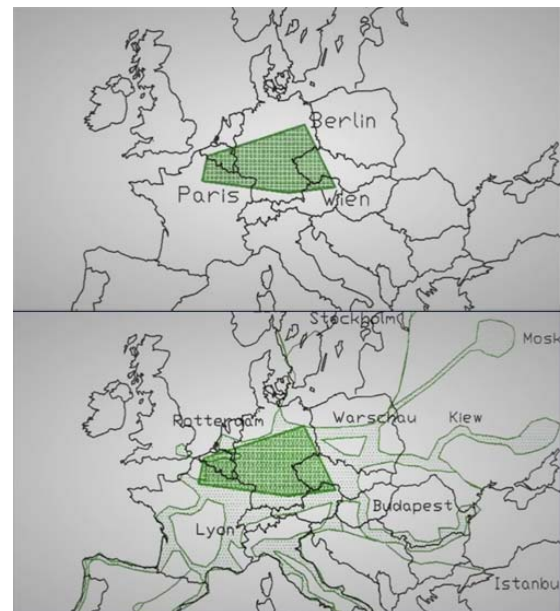 Berlin
Paris
Wien
Stockholm
Mosk
Rotterdam
Warschau
Kiew
Lyon
Budapest
Istanbu